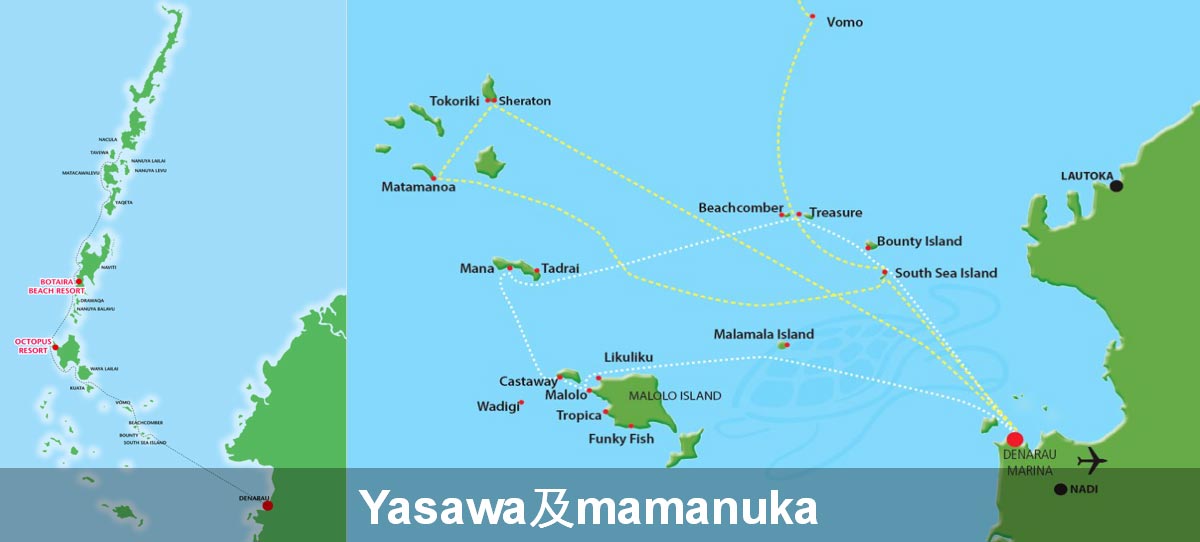 NACULA
TAVEWA
NANUYA LAILAI
MATACAWALEVU
NANUYA LEVU
YAQETA
NAVITI
BOTAIRA
BEACH RESORT
DRAWAQA
NANUYA BALAVU
OCTOPUS
RESORT
WAYA LAILAI
KUATA
VOMO
BEACHCOMBER
BOUNTY
SOUTH SEA ISLAND
DENARAU
Vomo
Tokoriki
Sheraton
Matamanoa
LAUTOKA
Beachcomber
Treasure
Bounty Island
Mana
Tadrai
South Sea Island
Malamala Island
Likuliku
Castaway
Malolo
MALOLO ISLAND
Wadigi
Tropica
Funky Fish
DENARAU
MARINA
NADI
Yasawa及mamanuka